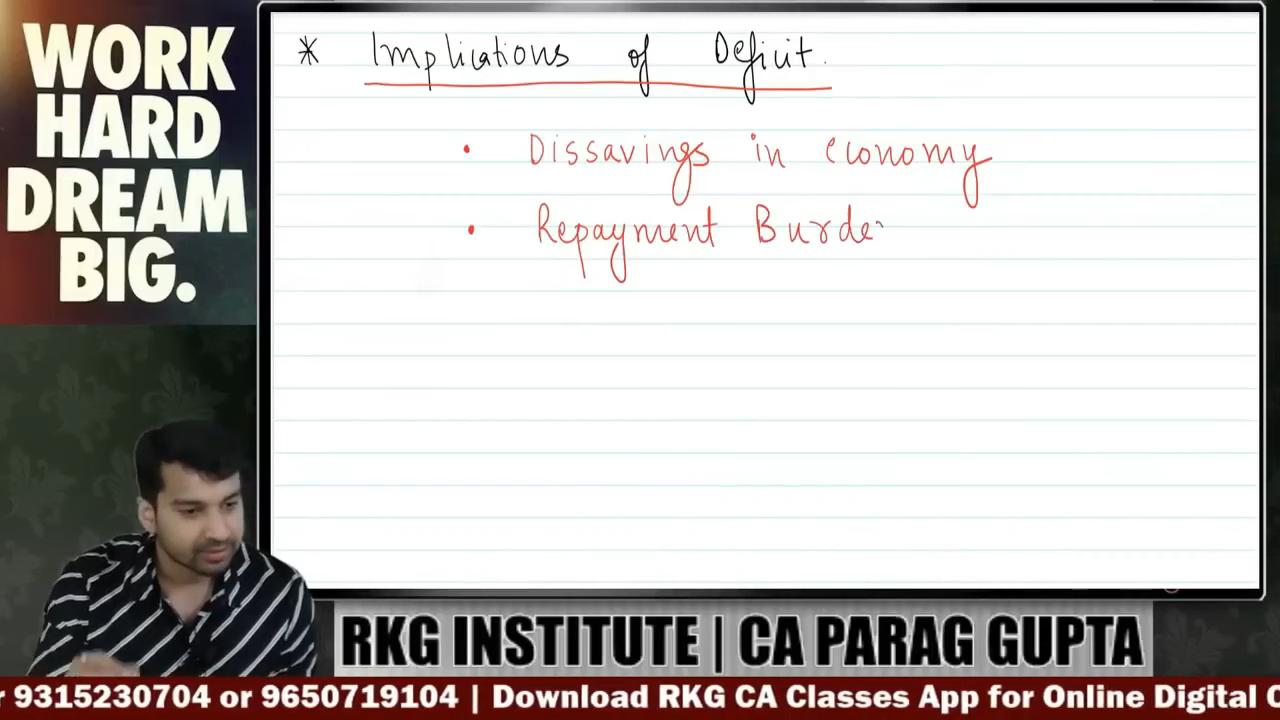 WORK
HARD
DREAM
BIG.
* Implications of Deficit.
• Dissavings in economy
• Repayment Burde
RKG INSTITUTE | CA PARAG GUPTA
r 9315230704 or 9650719104 | Download RKG CA Classes App for Online Digital C